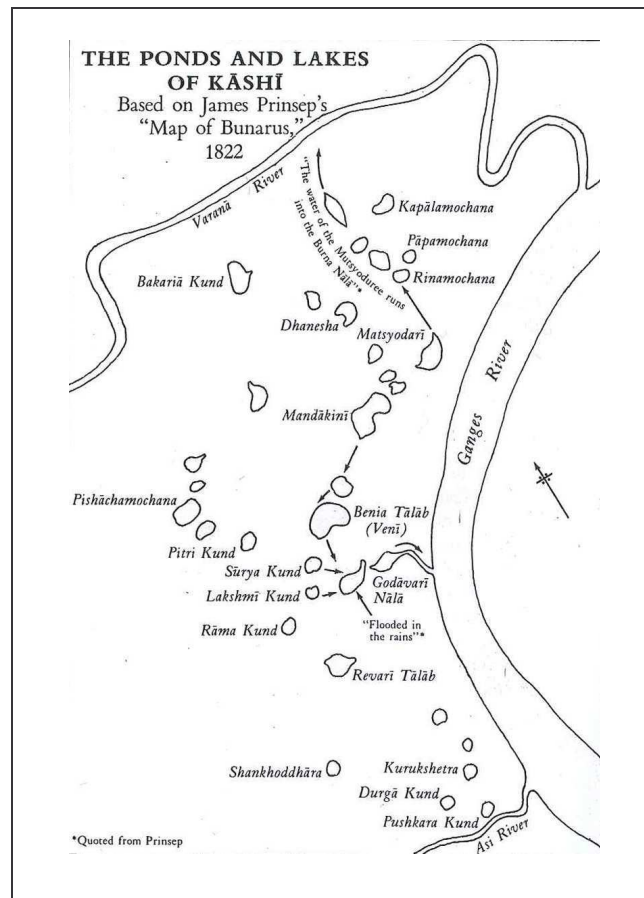 THE PONDS AND LAKES
OF KĀSHĪ
Based on James Prinsep's
"Map of Bunarus,"
1822
Varanā River
"The water of the Mutsyoduree runs
into the Burna Nālā"*
Kapālamochana
Pāpamochana
Rinamochana
Bakariā Kund
Dhanesha
Matsyodarī
Ganges River
Mandākinī
Pishāchamochana
Benia Tālāb
(Venī)
Pitri Kund
Sūrya Kund
Godāvarī
Nālā
Lakshmī Kund
"Flooded in
the rains"*
Rāma Kund
Revarī Tālāb
Shankhoddhāra
Kurukshetra
Durgā Kund
Pushkara Kund
Asi River
*Quoted from Prinsep